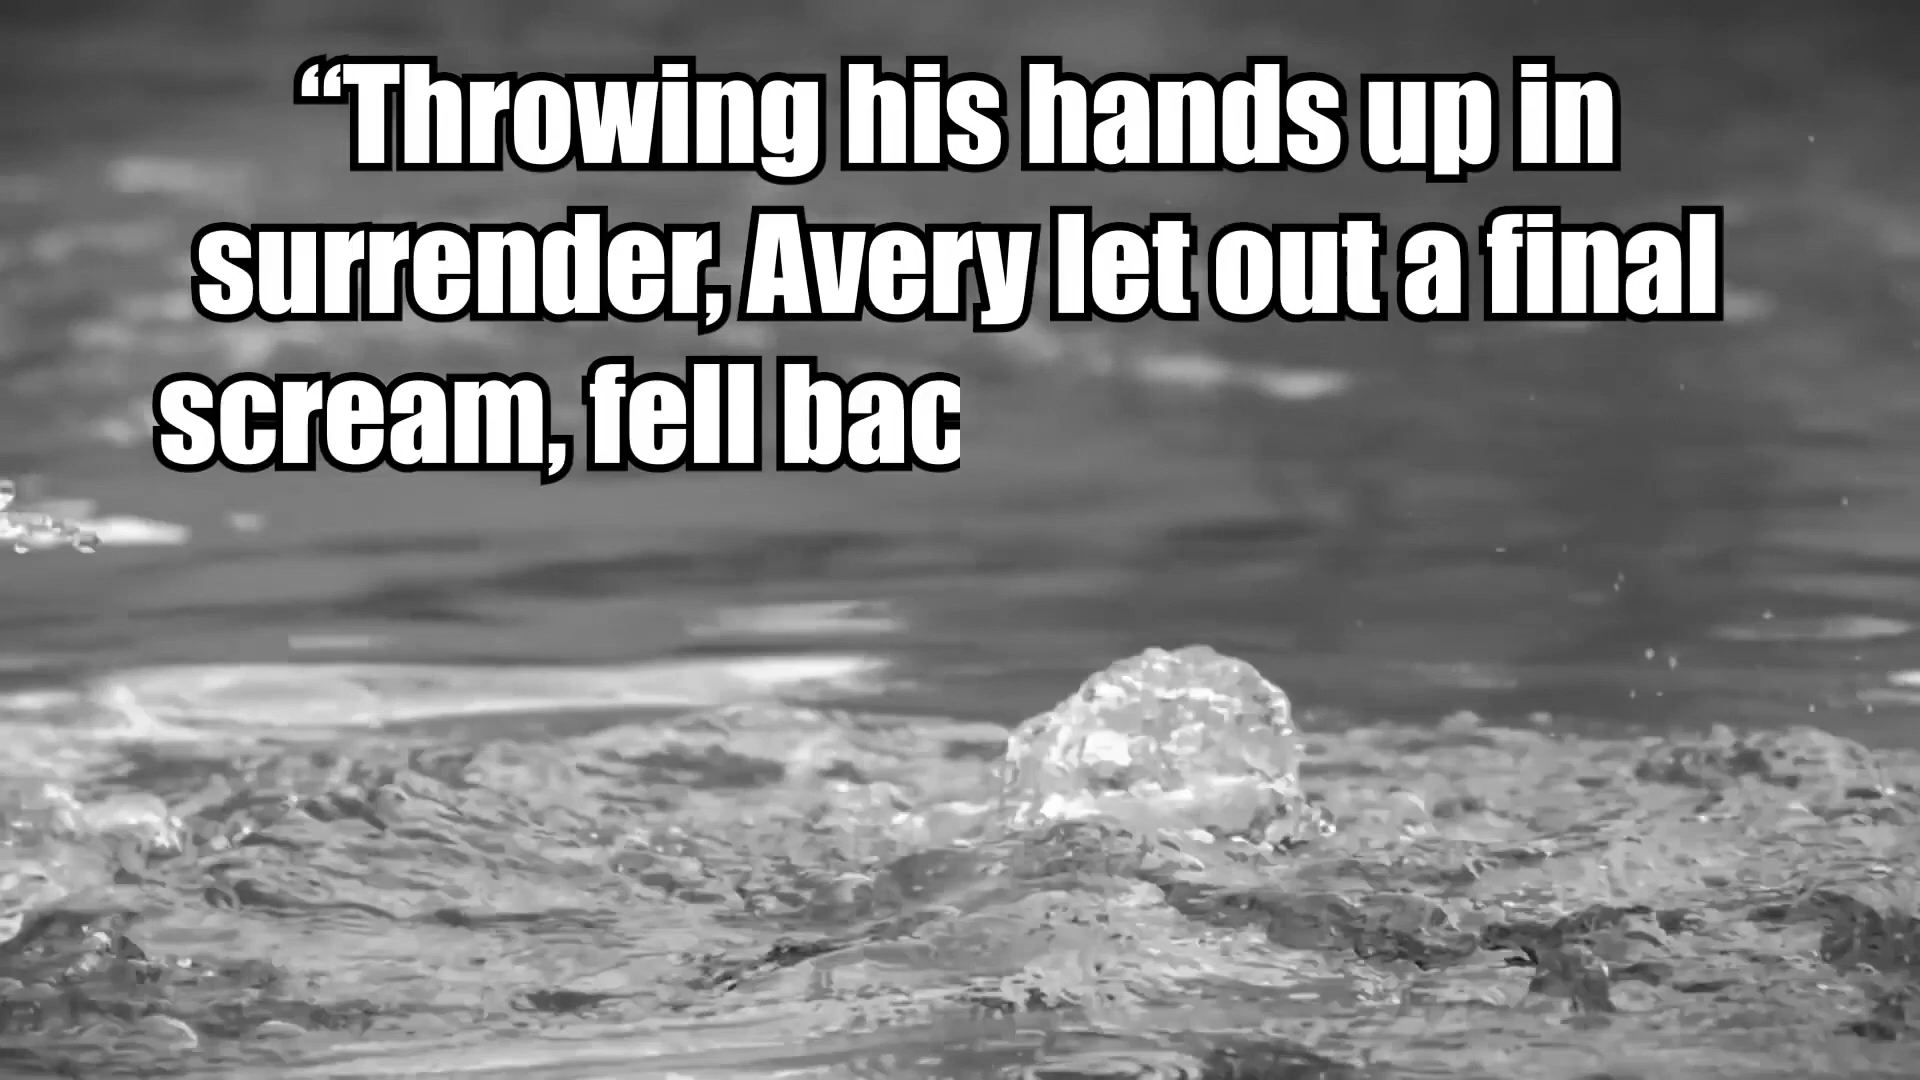 “Throwing his hands up in
surrender, Avery let out a final
scream, fell bac